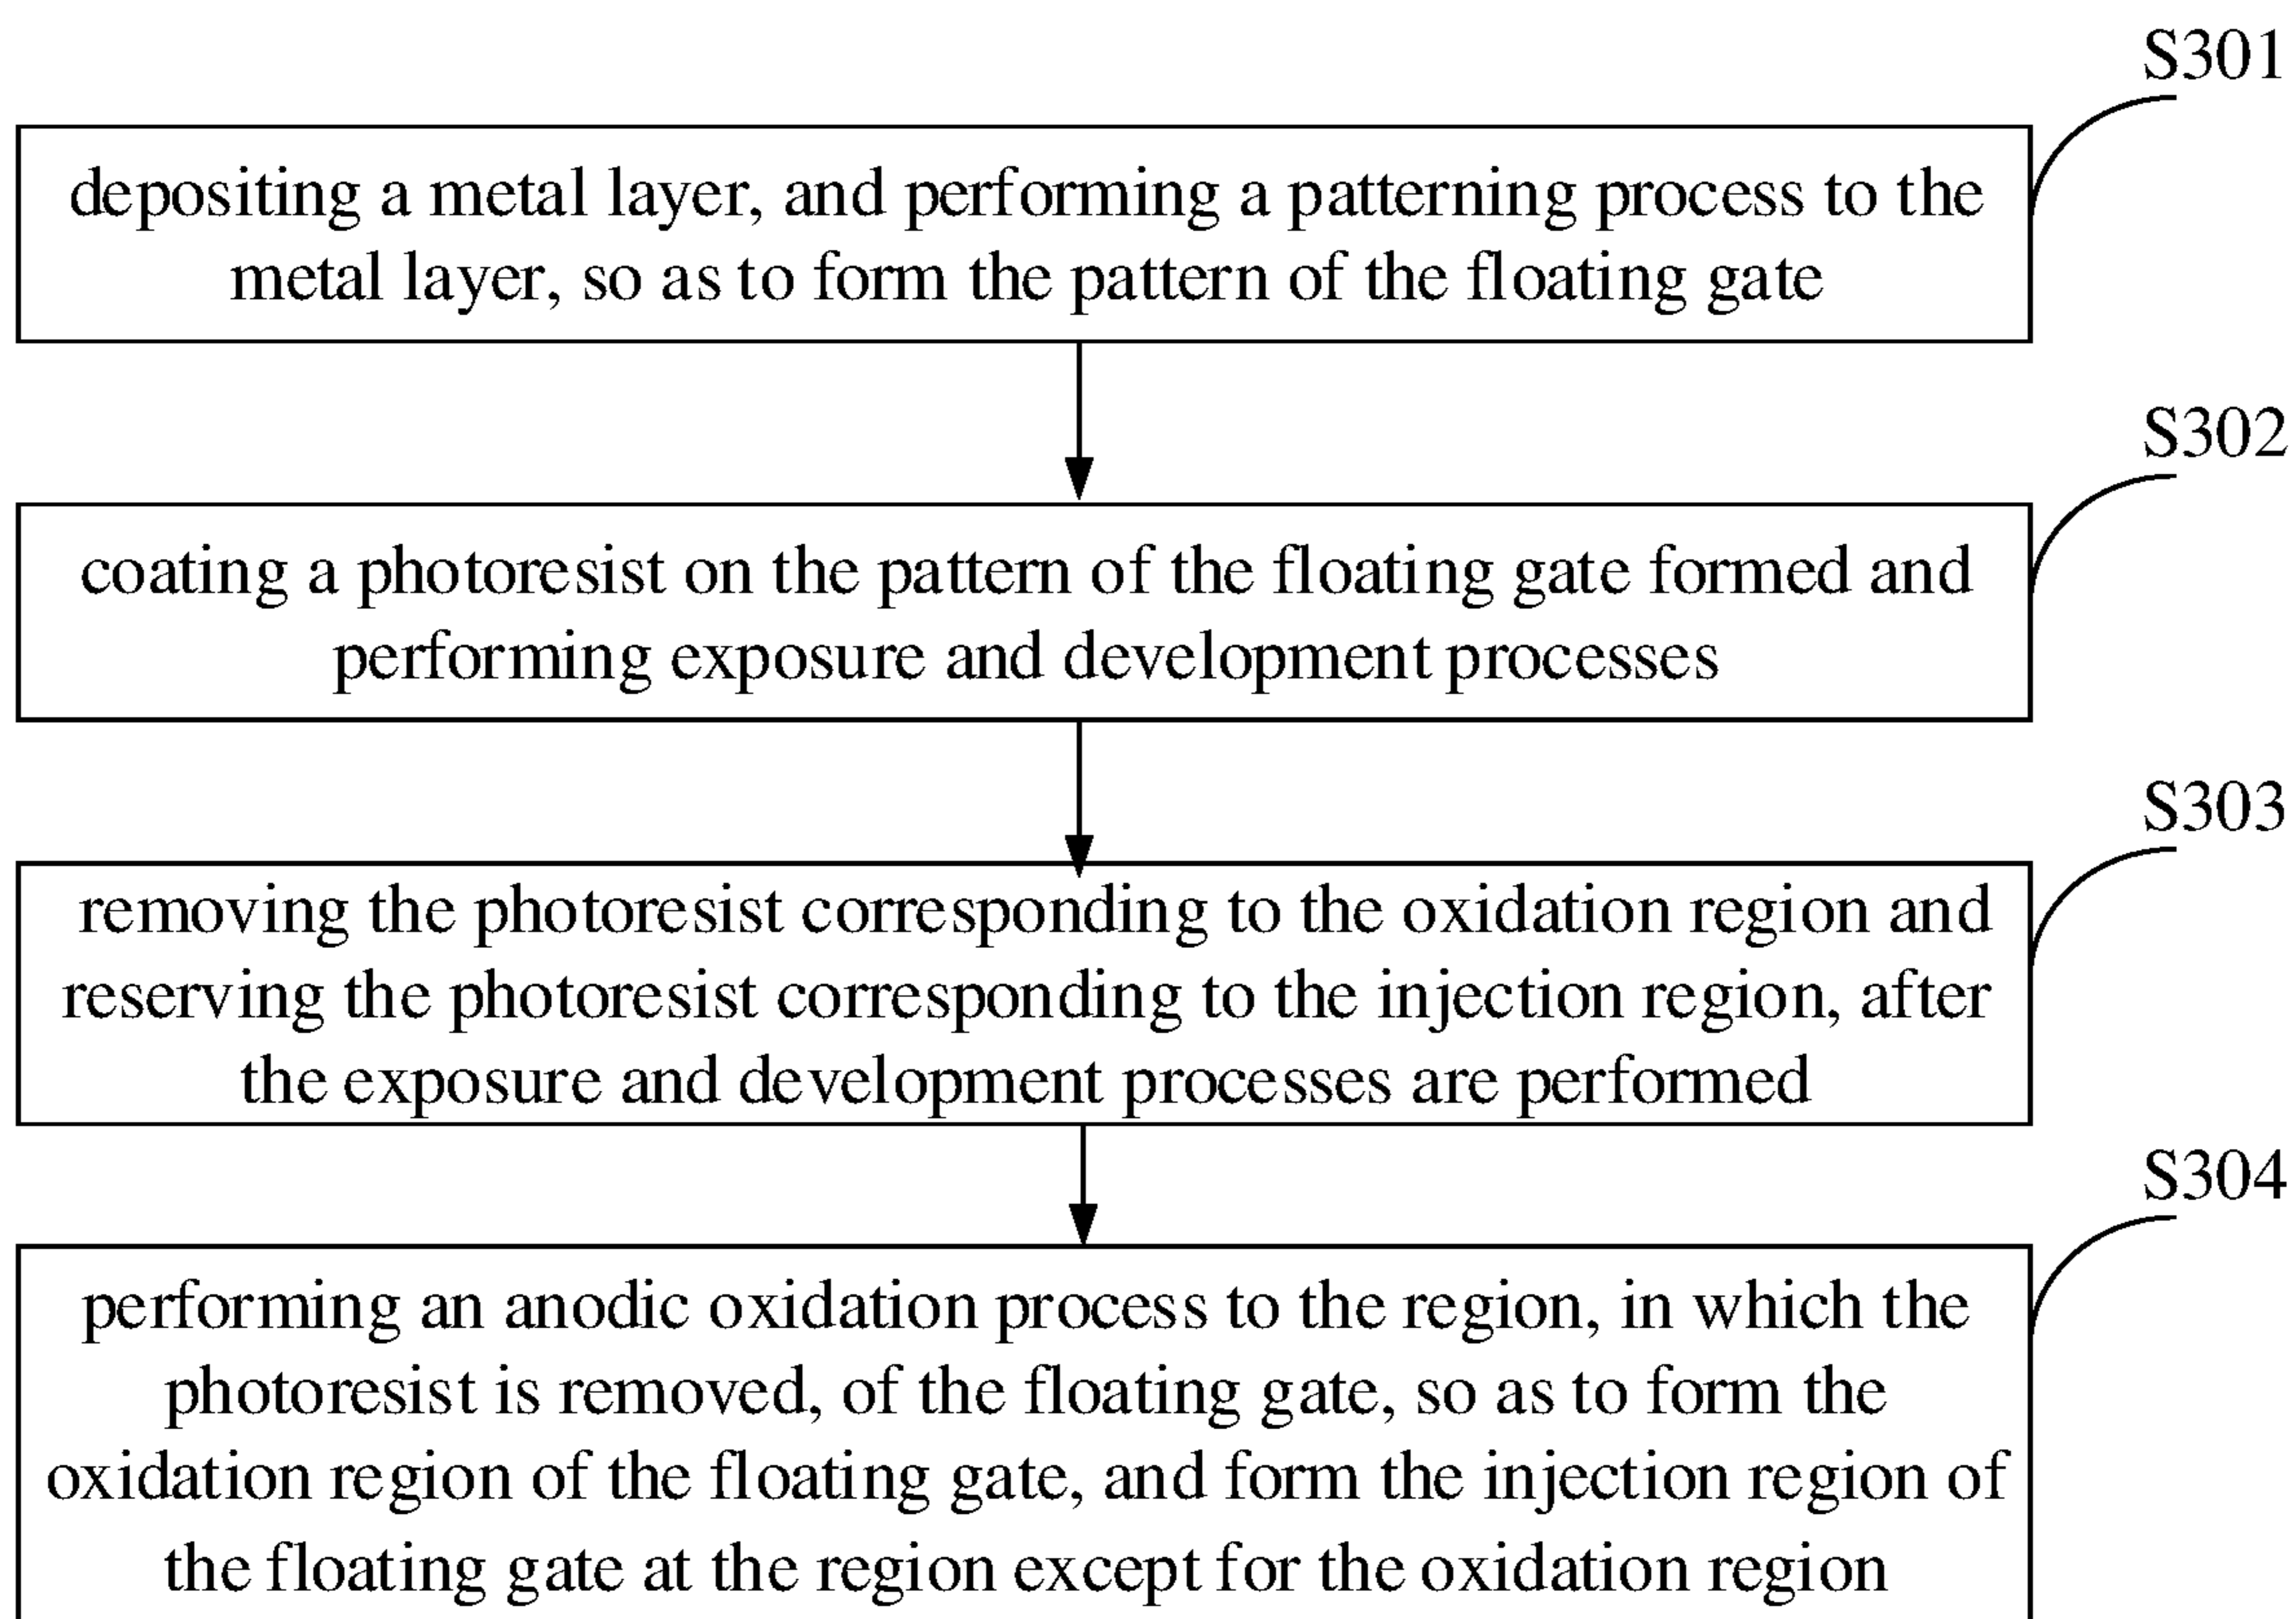 S301
depositing a metal layer, and performing a patterning process to the
metal layer, so as to form the pattern of the floating gate
S302
coating a photoresist on the pattern of the floating gate formed and
performing exposure and development processes
S303
removing the photoresist corresponding to the oxidation region and
reserving the photoresist corresponding to the injection region, after
the exposure and development processes are performed
S304
performing an anodic oxidation process to the region, in which the
photoresist is removed, of the floating gate, so as to form the
oxidation region of the floating gate, and form the injection region of
the floating gate at the region except for the oxidation region